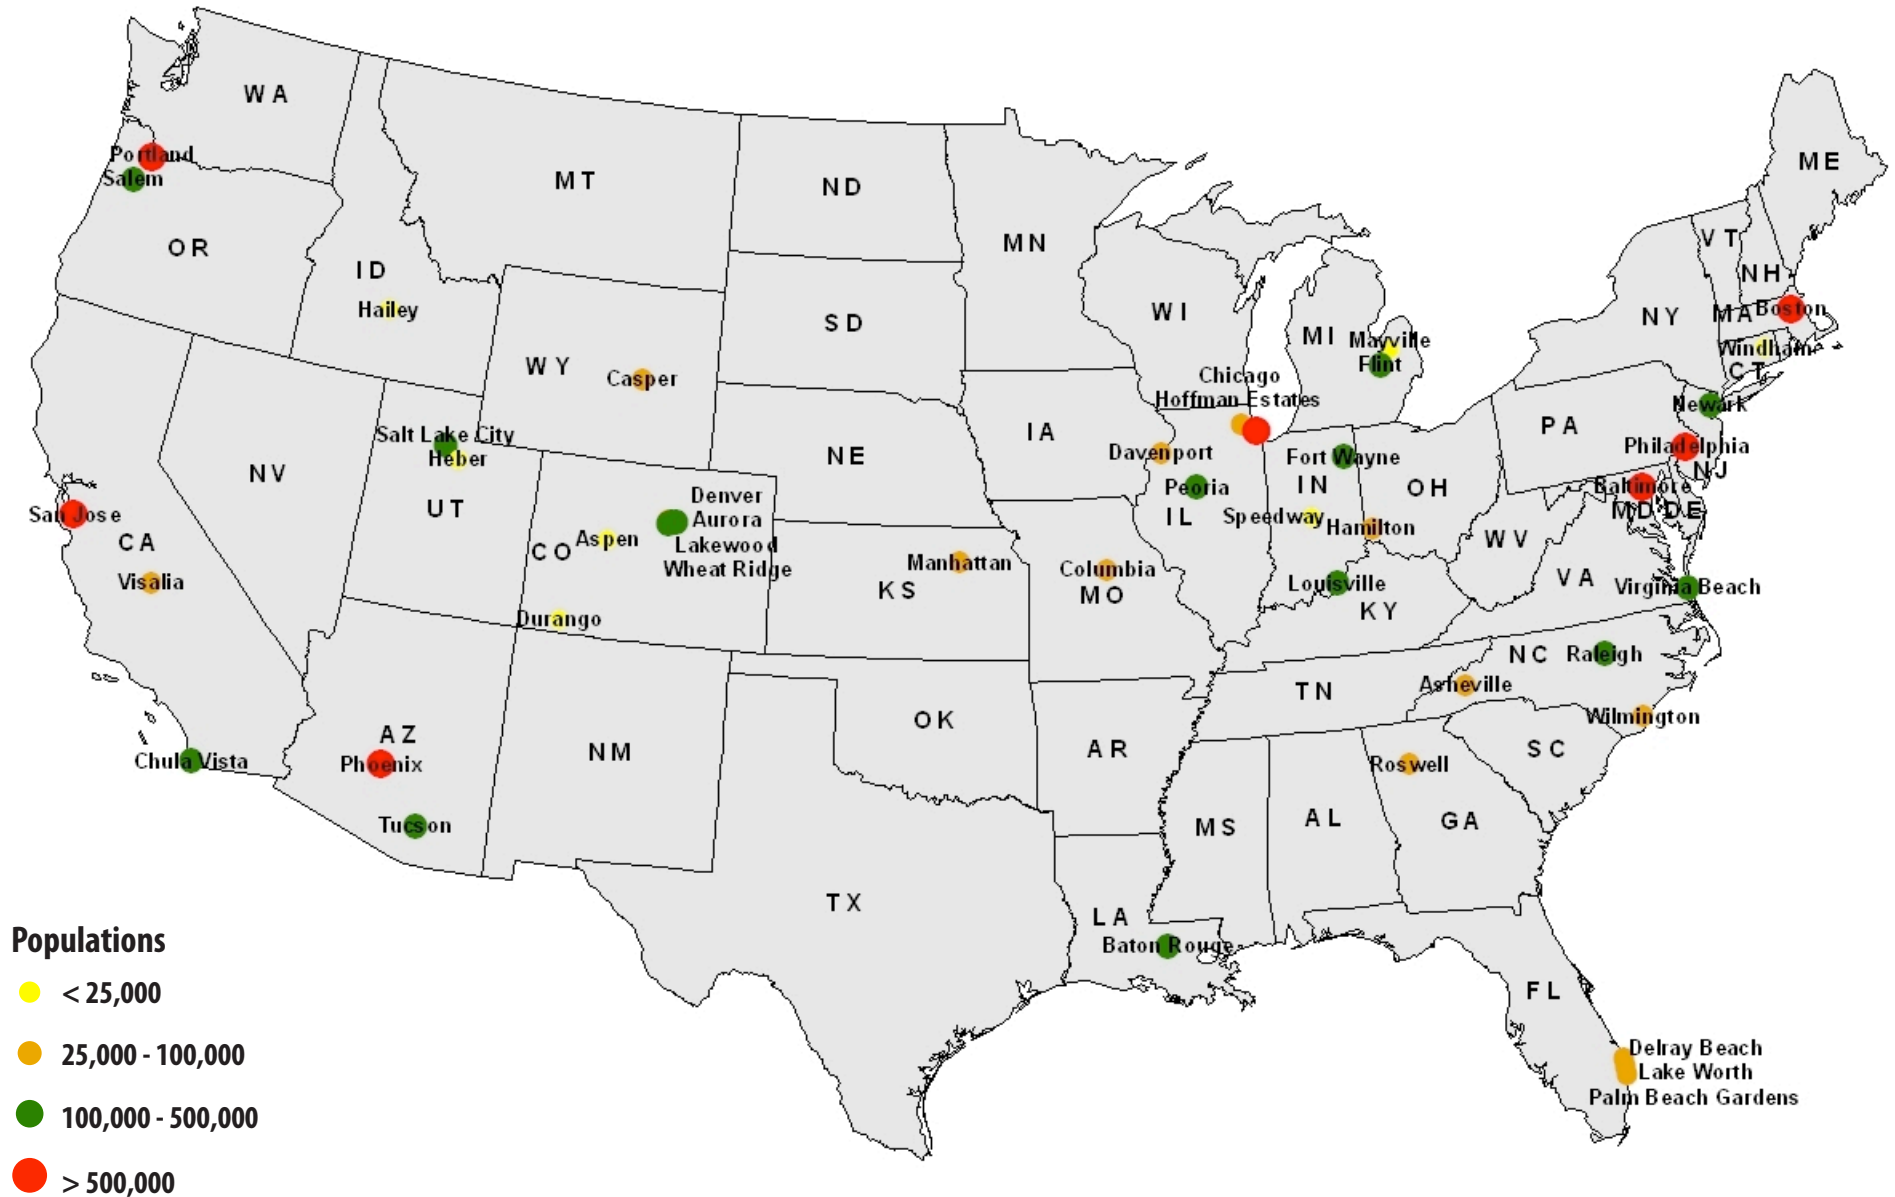 WA
Portland
Salem
OR
ID
Hailey
MT
ND
MN
ME
VT
NH
MA
Boston
NY
Windham
CT
WI
MI
Mayville
Flint
SD
WY
Casper
Chicago
Hoffman Estates
Newark
PA
Philadelphia
NJ
Baltimore
MD
DE
IA
Davenport
Peoria
IL
Fort Wayne
IN
Speedway
Hamilton
OH
WV
VA
Virginia Beach
Salt Lake City
Heber
UT
NV
NE
Denver
Aurora
Lakewood
Wheat Ridge
CO
Aspen
Durango
San Jose
CA
Visalia
Manhattan
KS
Columbia
MO
Louisville
KY
NC
Raleigh
Asheville
Wilmington
TN
OK
AR
SC
Roswell
Chula Vista
AZ
Phoenix
Tucson
NM
MS
AL
GA
TX
LA
Baton Rouge
FL
Delray Beach
Lake Worth
Palm Beach Gardens
Populations
< 25,000
25,000 - 100,000
100,000 - 500,000
> 500,000